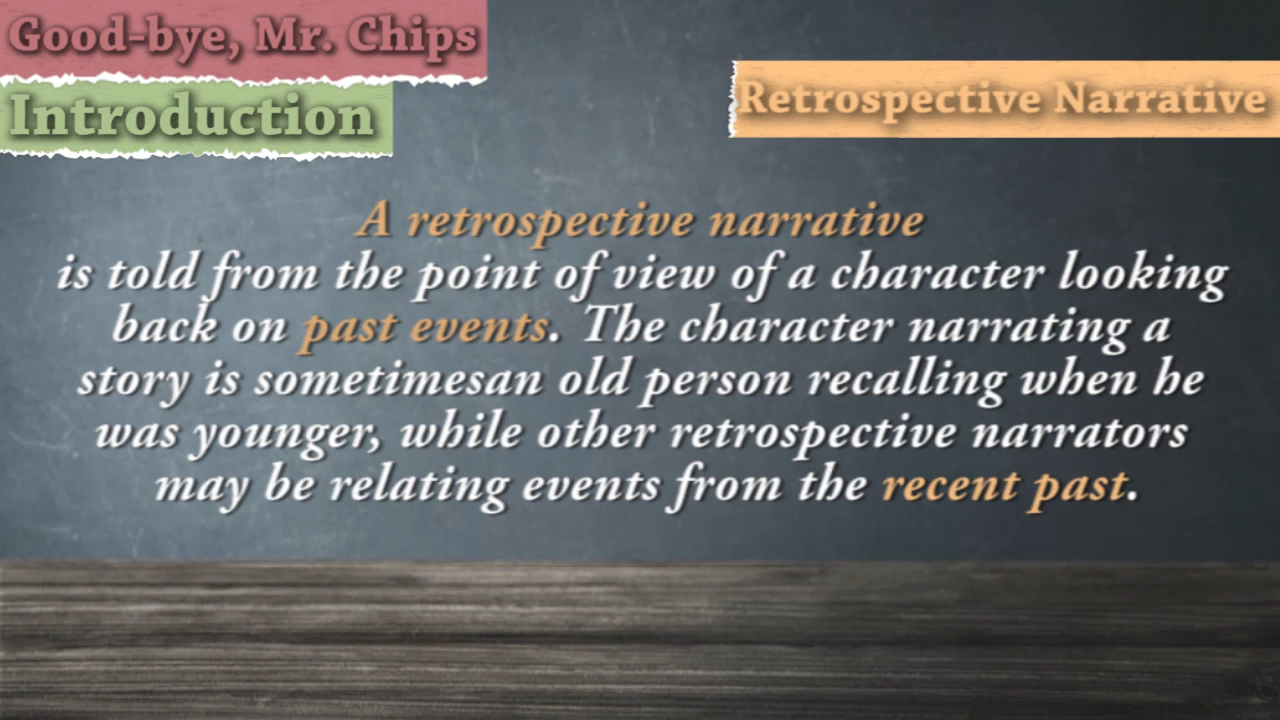 Good-bye, Mr. Chips
Introduction
Retrospective Narrative
A retrospective narrative
is told from the point of view of a character looking
back on past events. The character narrating a
story is sometimesan old person recalling when he
was younger, while other retrospective narrators
may be relating events from the recent past.